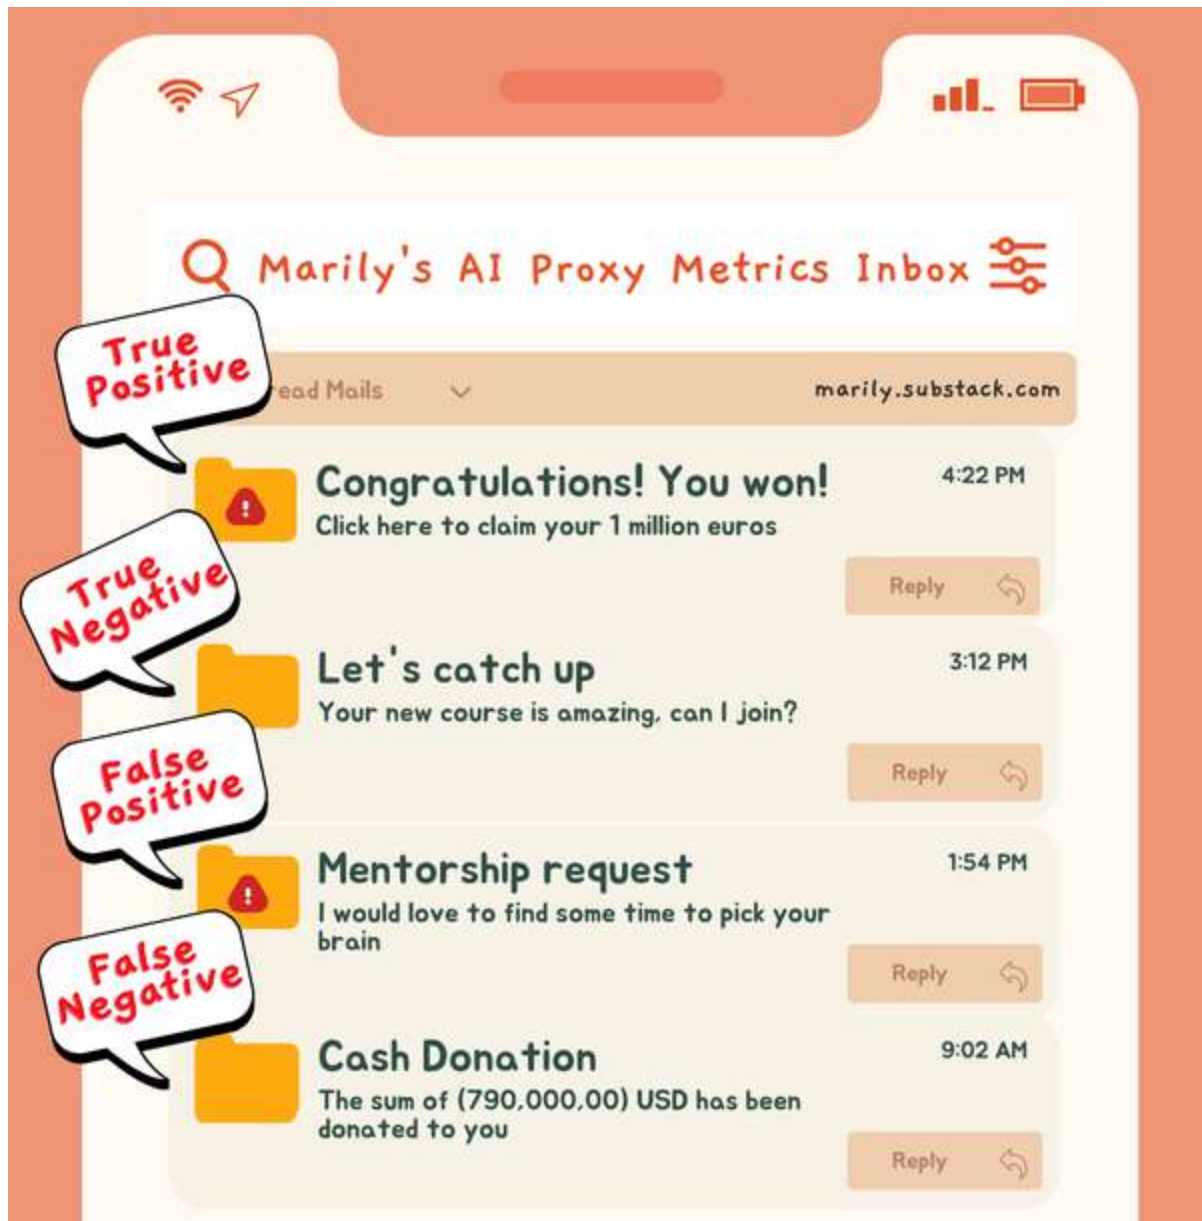 Marily's AI Proxy Metrics Inbox
True
Positive
Mails
marily.substack.com
Congratulations! You won!
4:22 PM
Click here to claim your 1 million euros
Reply
True
Negative
Let's catch up
3:12 PM
Your new course is amazing, can I join?
Reply
False
Positive
Mentorship request
1:54 PM
I would love to find some time to pick your
brain
Reply
False
Negative
Cash Donation
9:02 AM
The sum of (790,000,00) USD has been
donated to you
Reply